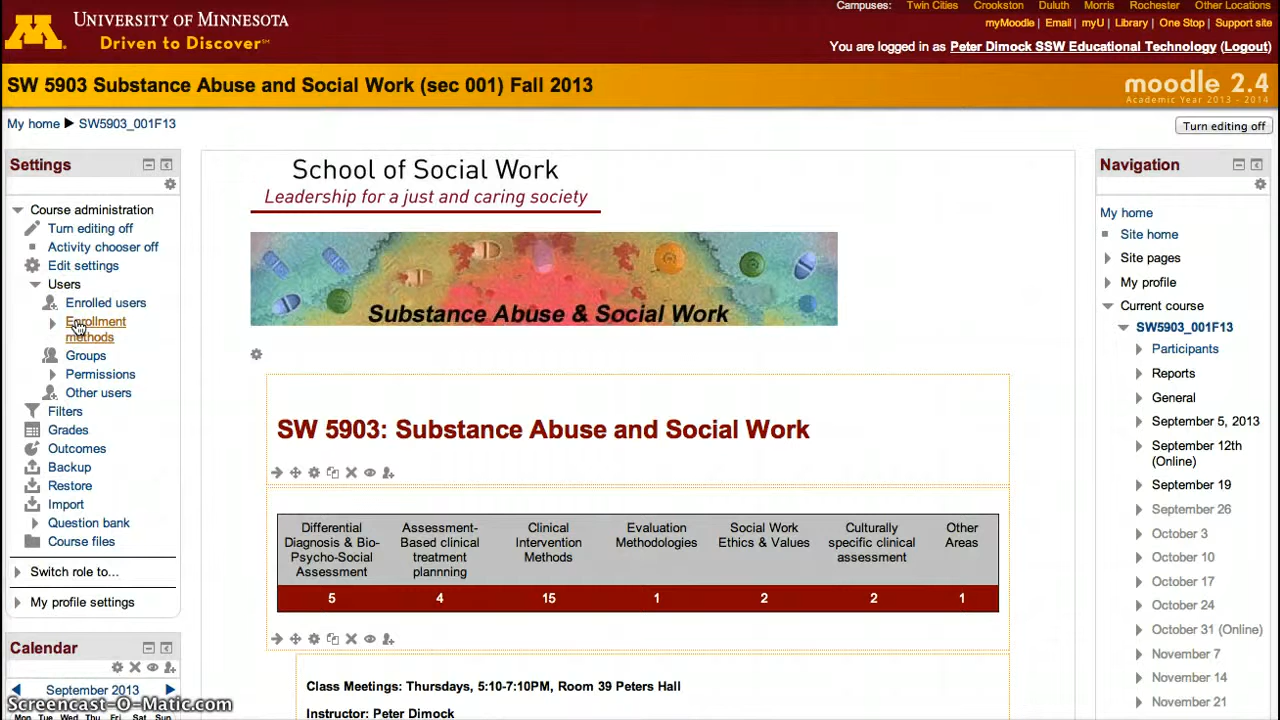 UNIVERSITY OF MINNESOTA
Driven to Discover℠
Campuses: Twin Cities Crookston Duluth Morris Rochester Other Locations
myMoodle | Email | myU | Library | One Stop | Support site
You are logged in as Peter Dimock SSW Educational Technology (Logout)
SW 5903 Substance Abuse and Social Work (sec 001) Fall 2013
moodle 2.4
Academic Year 2013 - 2014
My home ▶ SW5903_001F13
Turn editing off
Settings
Course administration
Turn editing off
Activity chooser off
Edit settings
Users
Enrolled users
Enrollment
methods
Groups
Permissions
Other users
Filters
Grades
Outcomes
Backup
Restore
Import
Question bank
Course files
Switch role to...
My profile settings
Calendar
September 2013
Mon Tue Wed Thu Fri Sat Sun
Screencast-O-Matic.com
School of Social Work
Leadership for a just and caring society
Substance Abuse & Social Work
SW 5903: Substance Abuse and Social Work
Differential
Diagnosis & Bio-
Psycho-Social
Assessment
Assessment-
Based clinical
treatment
plannning
Clinical
Intervention
Methods
Evaluation
Methodologies
Social Work
Ethics & Values
Culturally
specific clinical
assessment
Other
Areas
5 4 15 1 2 2 1
Class Meetings: Thursdays, 5:10-7:10PM, Room 39 Peters Hall
Instructor: Peter Dimock
Navigation
My home
Site home
Site pages
My profile
Current course
SW5903_001F13
Participants
Reports
General
September 5, 2013
September 12th
(Online)
September 19
September 26
October 3
October 10
October 17
October 24
October 31 (Online)
November 7
November 14
November 21